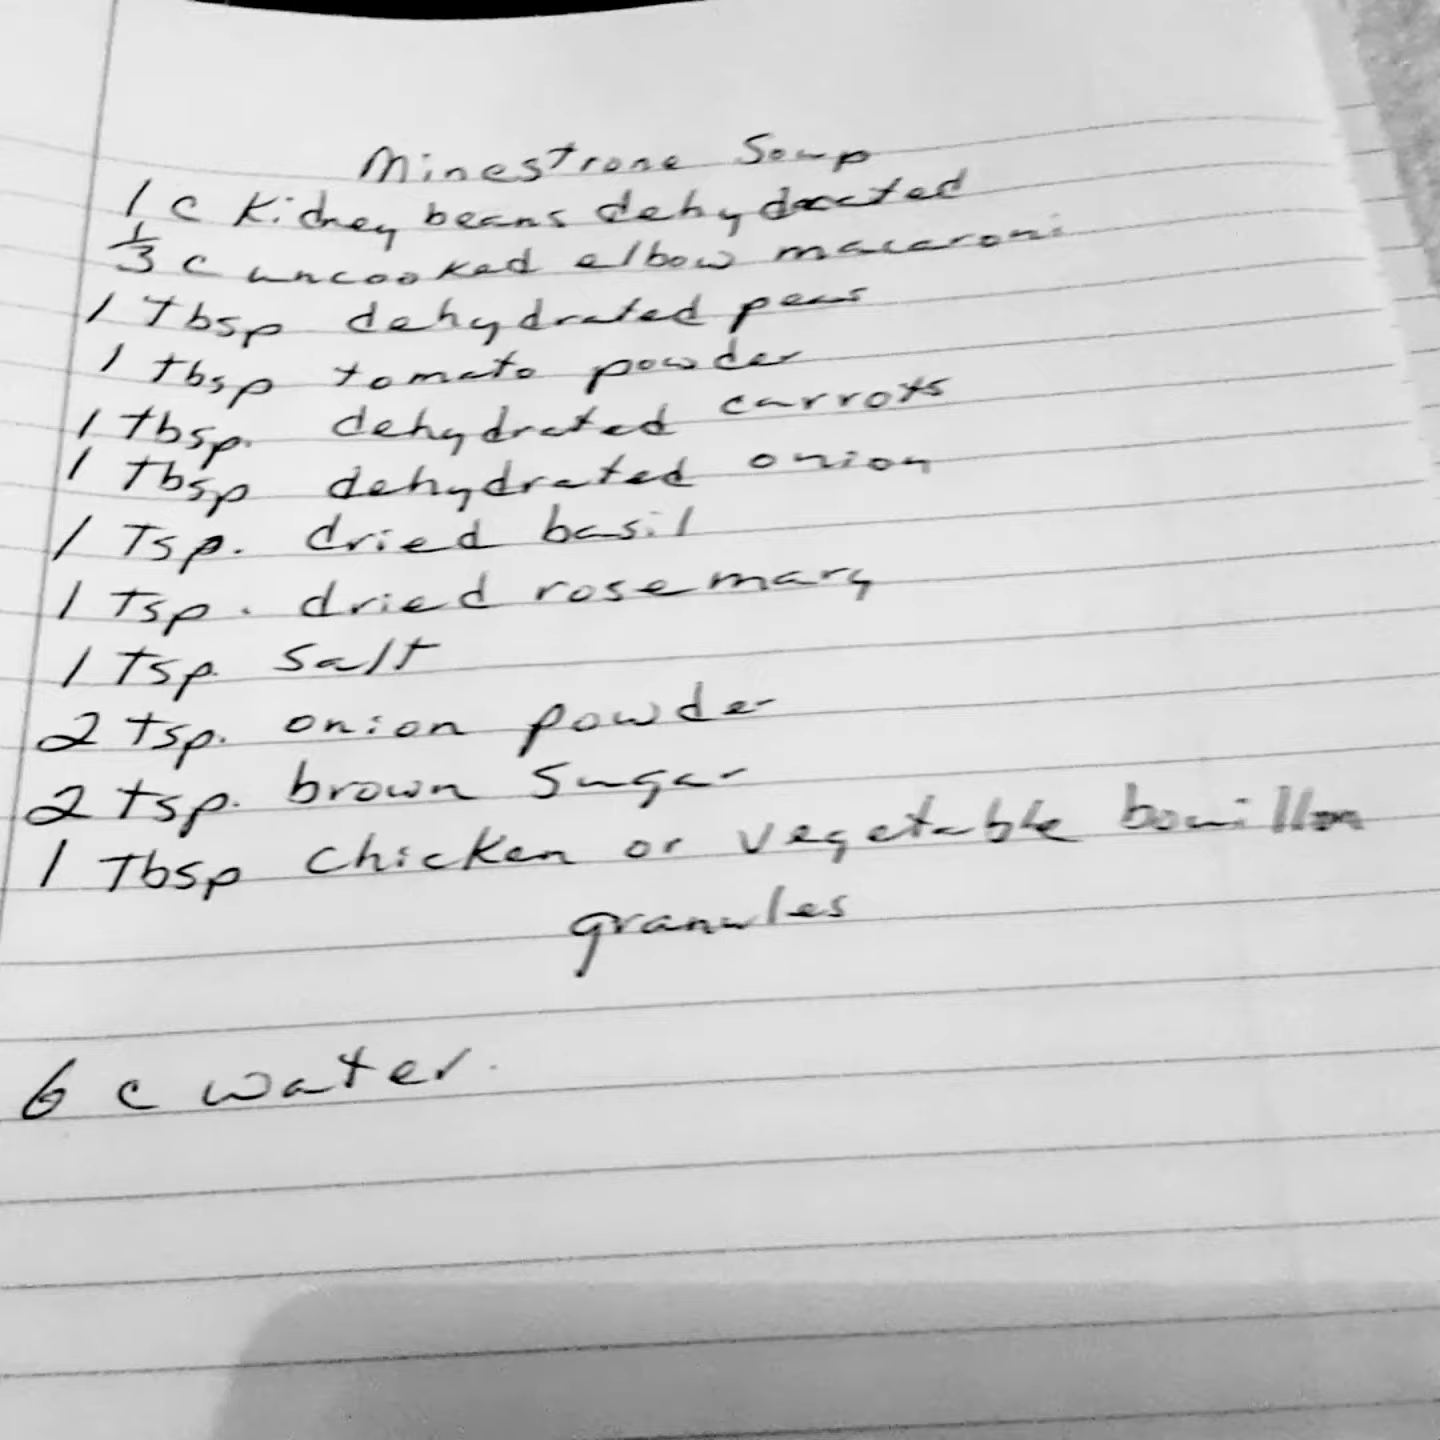 Minestrone Soup
1 c Kidney beans dehydrated
1/3 c uncooked elbow macaroni
1 Tbsp dehydrated peas
1 Tbsp tomato powder
1 Tbsp. dehydrated carrots
1 Tbsp dehydrated onion
1 Tsp. dried basil
1 Tsp. dried rosemary
1 Tsp. Salt
2 Tsp. onion powder
2 tsp. brown Sugar
1 Tbsp Chicken or vegetable bouillon
granules
6 c water.